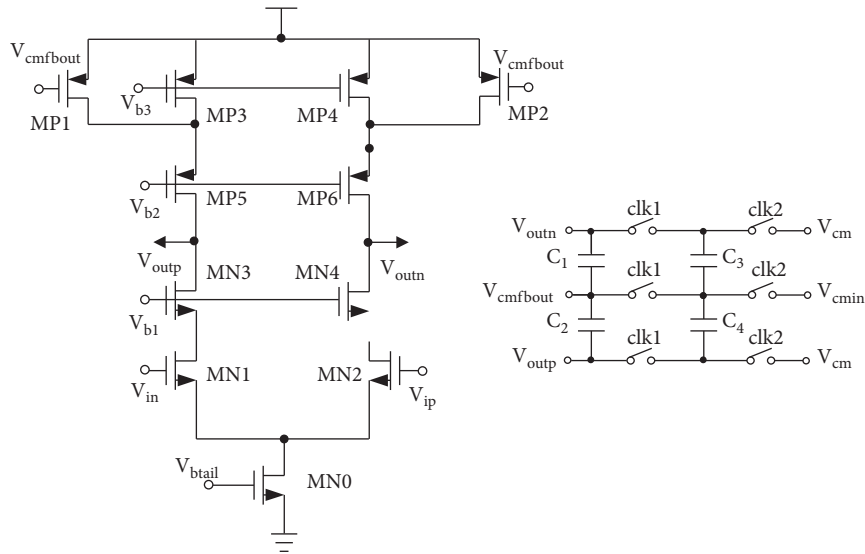 V_cmfbout
V_cmfbout
V_b3
MP1
MP3
MP4
MP2
V_b2
MP5
MP6
V_outp
V_outn
MN3
MN4
V_b1
V_in
MN1
MN2
V_ip
V_btail
MN0
V_outn
clk1
clk2
V_cm
C_1
C_3
V_cmfbout
clk1
clk2
V_cmin
C_2
C_4
V_outp
clk1
clk2
V_cm